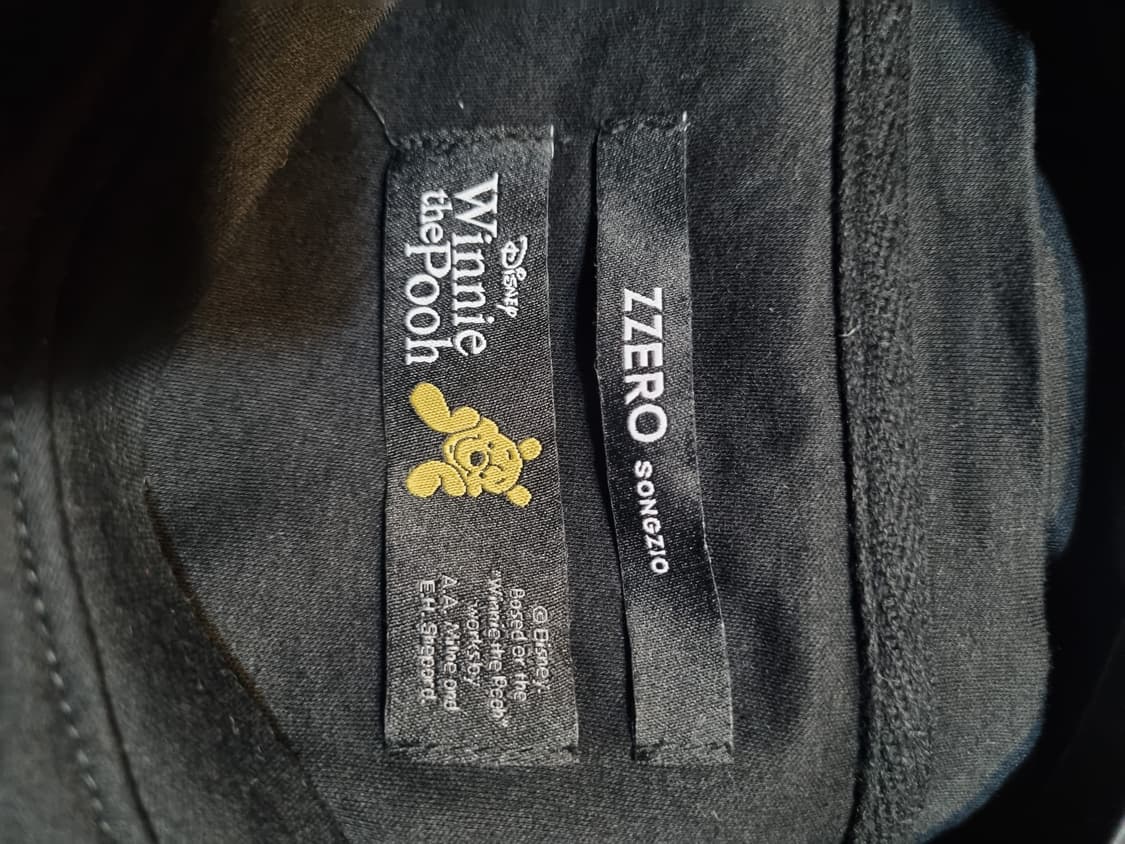 ZZERO SONGZIO
Disney
Winnie
the Pooh
© Disney.
Based on the
"Winnie the Pooh"
works by
A.A. Milne and
E.H. Shepard.